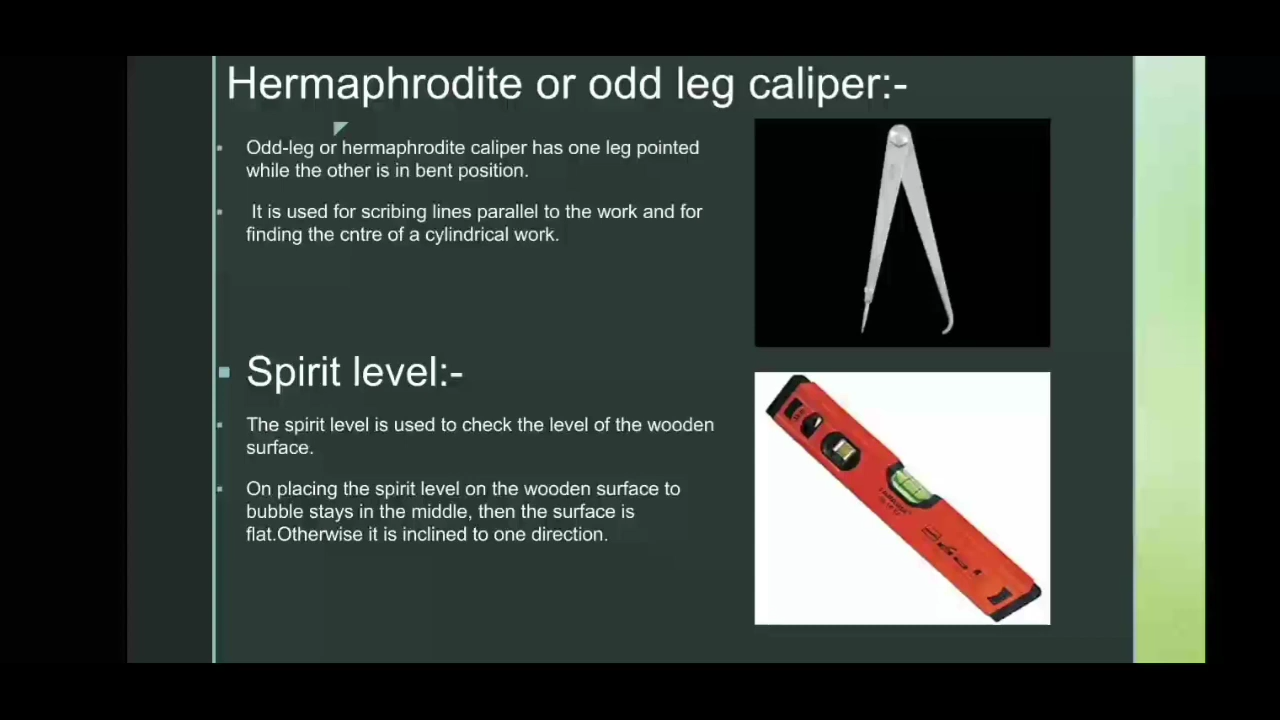 Hermaphrodite or odd leg caliper:-
Odd-leg or hermaphrodite caliper has one leg pointed
while the other is in bent position.
It is used for scribing lines parallel to the work and for
finding the cntre of a cylindrical work.
Spirit level:-
The spirit level is used to check the level of the wooden
surface.
On placing the spirit level on the wooden surface to
bubble stays in the middle, then the surface is
flat.Otherwise it is inclined to one direction.